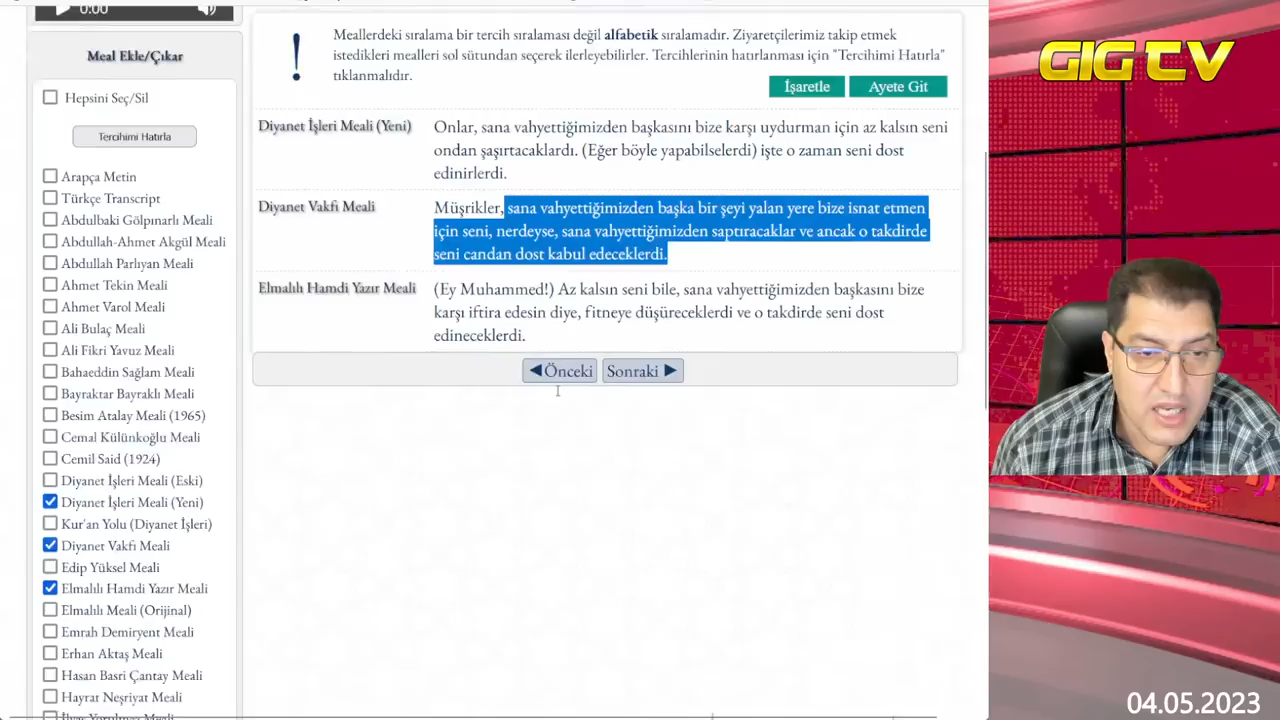 0:00
Meal Ekle/Çıkar
Hepsini Seç/Sil
Tercihimi Hatırla
Arapça Metin
Türkçe Transcript
Abdulbaki Gölpınarlı Meali
Abdullah-Ahmet Akgül Meali
Abdullah Parlıyan Meali
Ahmet Tekin Meali
Ahmet Varol Meali
Ali Bulaç Meali
Ali Fikri Yavuz Meali
Bahaeddin Sağlam Meali
Bayraktar Bayraklı Meali
Besim Atalay Meali (1965)
Cemal Külünkoğlu Meali
Cemil Said (1924)
Diyanet İşleri Meali (Eski)
Diyanet İşleri Meali (Yeni)
Kur'an Yolu (Diyanet İşleri)
Diyanet Vakfı Meali
Edip Yüksel Meali
Elmalılı Hamdi Yazır Meali
Elmalılı Meali (Orijinal)
Emrah Demiryent Meali
Erhan Aktaş Meali
Hasan Basri Çantay Meali
Hayrat Neşriyat Meali
Meallerdeki sıralama bir tercih sıralaması değil alfabetik sıralamadır. Ziyaretçilerimiz takip etmek
istedikleri mealleri sol sütundan seçerek ilerleyebilirler. Tercihlerinin hatırlanması için "Tercihimi Hatırla"
tıklanmalıdır.
İşaretle
Ayete Git
Diyanet İşleri Meali (Yeni)
Onlar, sana vahyettiğimizden başkasını bize karşı uydurman için az kalsın seni
ondan şaşırtacaklardı. (Eğer böyle yapabilselerdi) işte o zaman seni dost
edinirlerdi.
Diyanet Vakfı Meali
Müşrikler, sana vahyettiğimizden başka bir şeyi yalan yere bize isnat etmen
için seni, nerdeyse, sana vahyettiğimizden saptıracaklar ve ancak o takdirde
seni candan dost kabul edeceklerdi.
Elmalılı Hamdi Yazır Meali
(Ey Muhammed!) Az kalsın seni bile, sana vahyettiğimizden başkasını bize
karşı iftira edesin diye, fitneye düşüreceklerdi ve o takdirde seni dost
edineceklerdi.
◀Önceki
Sonraki ▶
GIG TV
04.05.2023